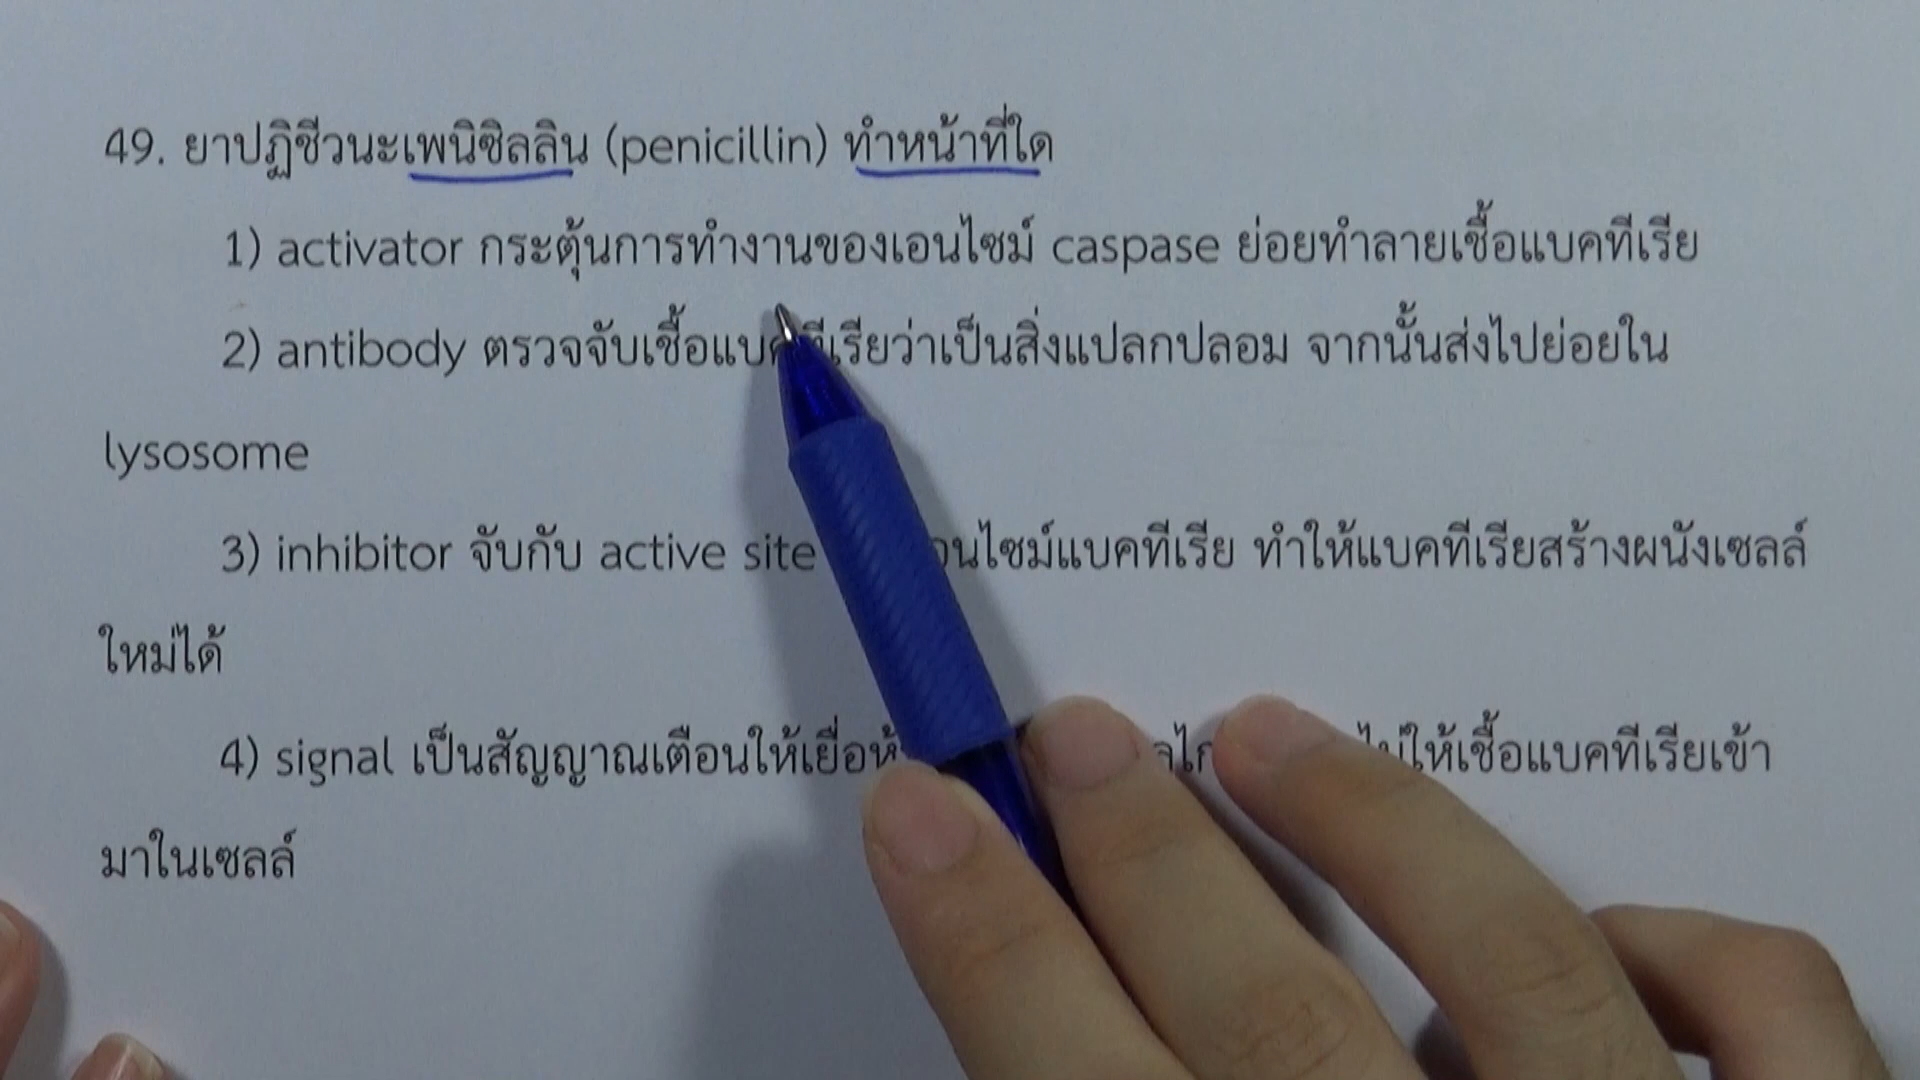 49. ยาปฏิชีวนะเพนิซิลลิน (penicillin) ทำหน้าที่ใด
1) activator กระตุ้นการทำงานของเอนไซม์ caspase ย่อยทำลายเชื้อแบคทีเรีย
2) antibody ตรวจจับเชื้อแบคทีเรียว่าเป็นสิ่งแปลกปลอม จากนั้นส่งไปย่อยใน
lysosome
3) inhibitor จับกับ active site เอนไซม์แบคทีเรีย ทำให้แบคทีเรียสร้างผนังเซลล์
ใหม่ได้
4) signal เป็นสัญญาณเตือนให้ ไม่ให้เชื้อแบคทีเรียเข้า
มาในเซลล์